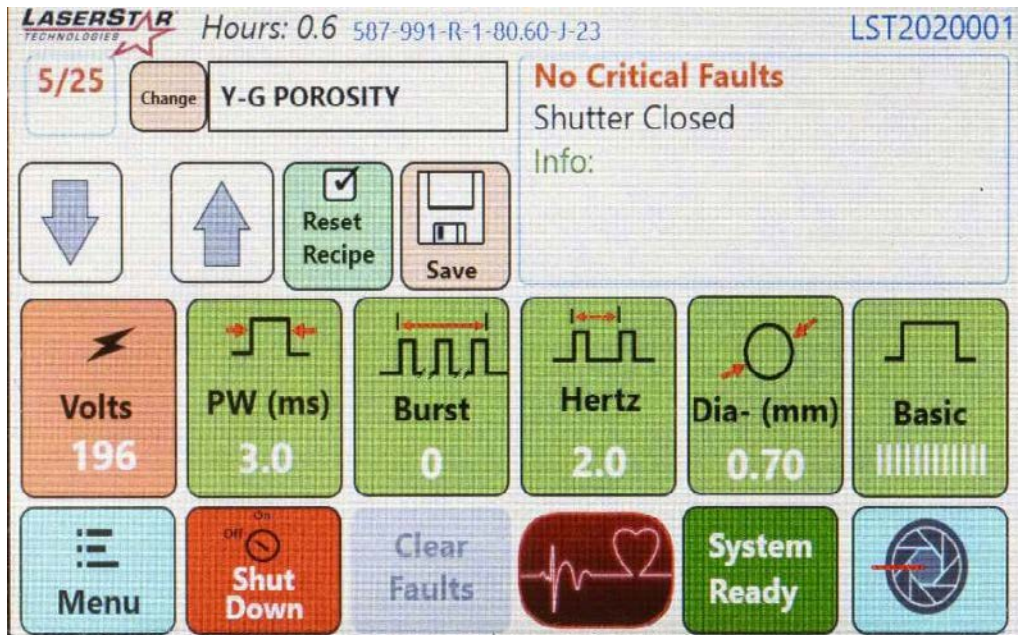 LASERSTAR
TECHNOLOGIES
Hours: 0.6
587-991-R-1-80.60-J-23
LST2020001
5/25
Change
Y-G POROSITY
No Critical Faults
Shutter Closed
Info:
Reset
Recipe
Save
Volts
196
PW (ms)
3.0
Burst
0
Hertz
2.0
Dia- (mm)
0.70
Basic
Menu
On
Off
Shut
Down
Clear
Faults
System
Ready